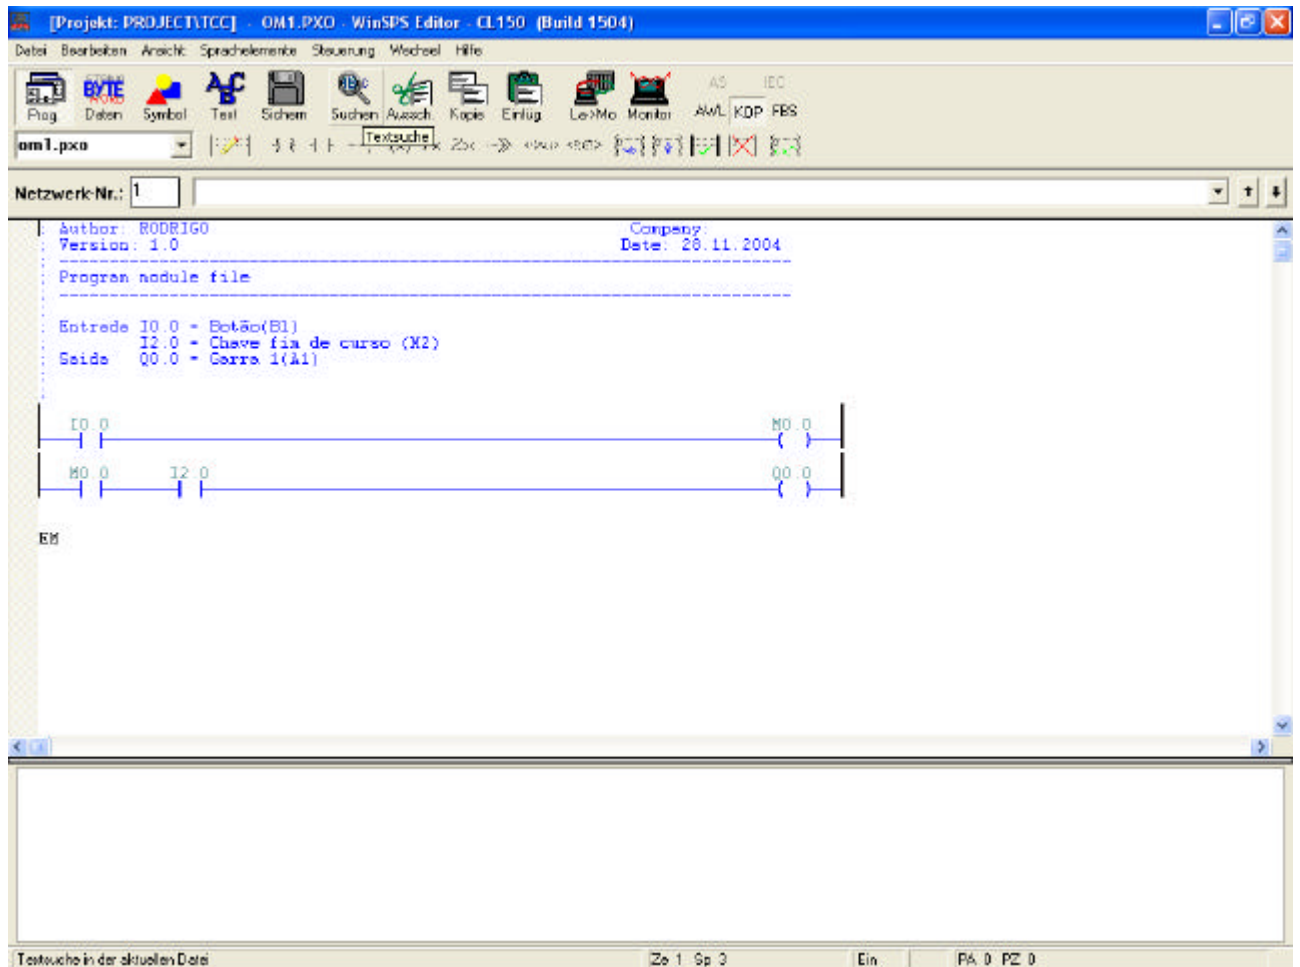 [Projekt: PROJECT\TCC] - OM1.PXO - WinSPS Editor - CL150 (Build 1504)
Datei Bearbeiten Ansicht Sprachelemente Steuerung Wechsel Hilfe
AS IEC
Prog Daten Symbol Text Sichern Suchen Aussch. Kopie Einfüg. Le>Mo Monitor AWL KOP FBS
BYTE
ABC
om1.pxo
Textsuche
Netzwerk-Nr.: 1
; Author: RODRIGO Company:
; Version: 1.0 Date: 28.11.2004
; Program module file
; Entrada I0.0 = Botão(B1)
; I2.0 = Chave fim de curso (M2)
; Saida Q0.0 = Garra 1(A1)
I0.0 M0.0
M0.0 I2.0 Q0.0
EM
Textsuche in der aktuellen Datei Ze 1 Sp 3 Ein PA 0 PZ 0